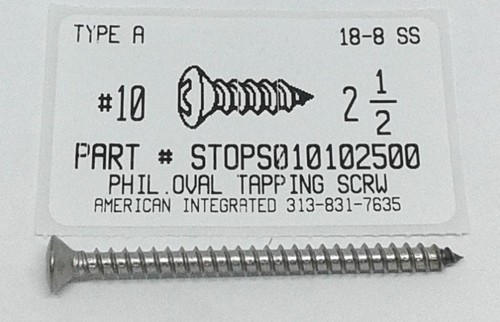 TYPE A 18-8 SS
#10 2 1/2
PART # STOPS010102500
PHIL.OVAL TAPPING SCRW
AMERICAN INTEGRATED 313-831-7635